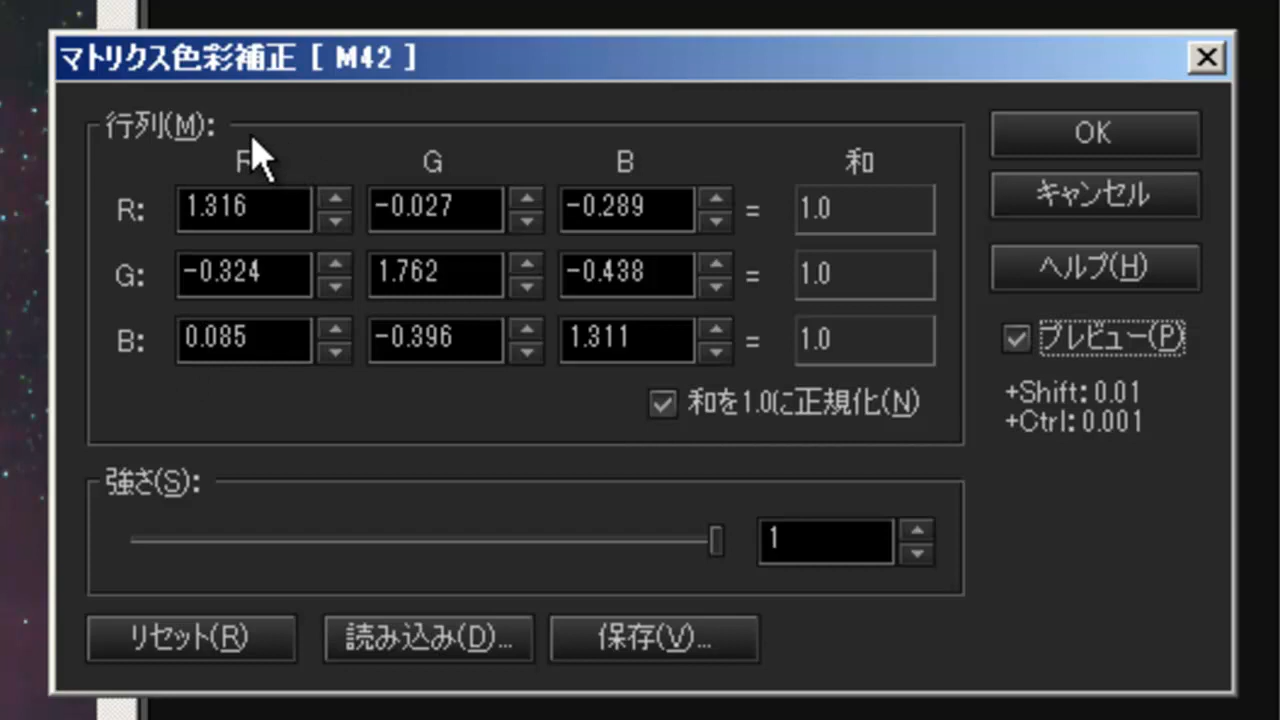 マトリクス色彩補正 [ M42 ]
行列(M):
R G B 和
R: 1.316 -0.027 -0.289 = 1.0
G: -0.324 1.762 -0.438 = 1.0
B: 0.085 -0.396 1.311 = 1.0
和を1.0に正規化(N)
強さ(S):
1
リセット(R) 読み込み(D)... 保存(V)...
OK
キャンセル
ヘルプ(H)
プレビュー(P)
+Shift: 0.01
+Ctrl: 0.001